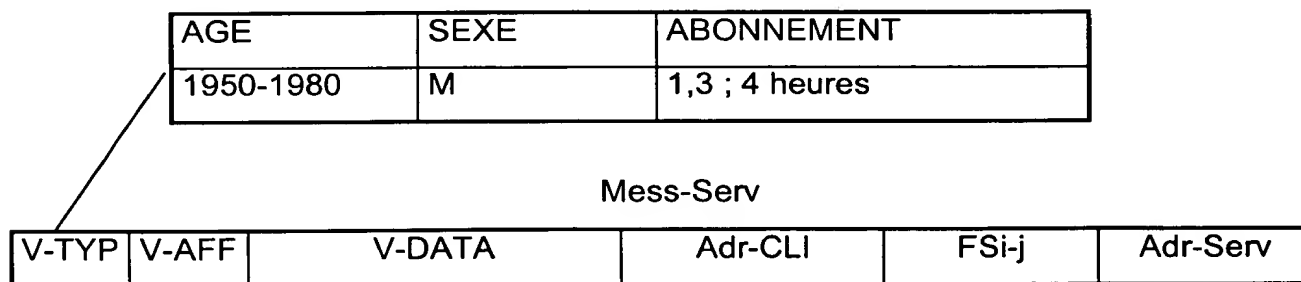 AGE SEXE ABONNEMENT
1950-1980 M 1,3 ; 4 heures
Mess-Serv
V-TYP V-AFF V-DATA Adr-CLI FSi-j Adr-Serv